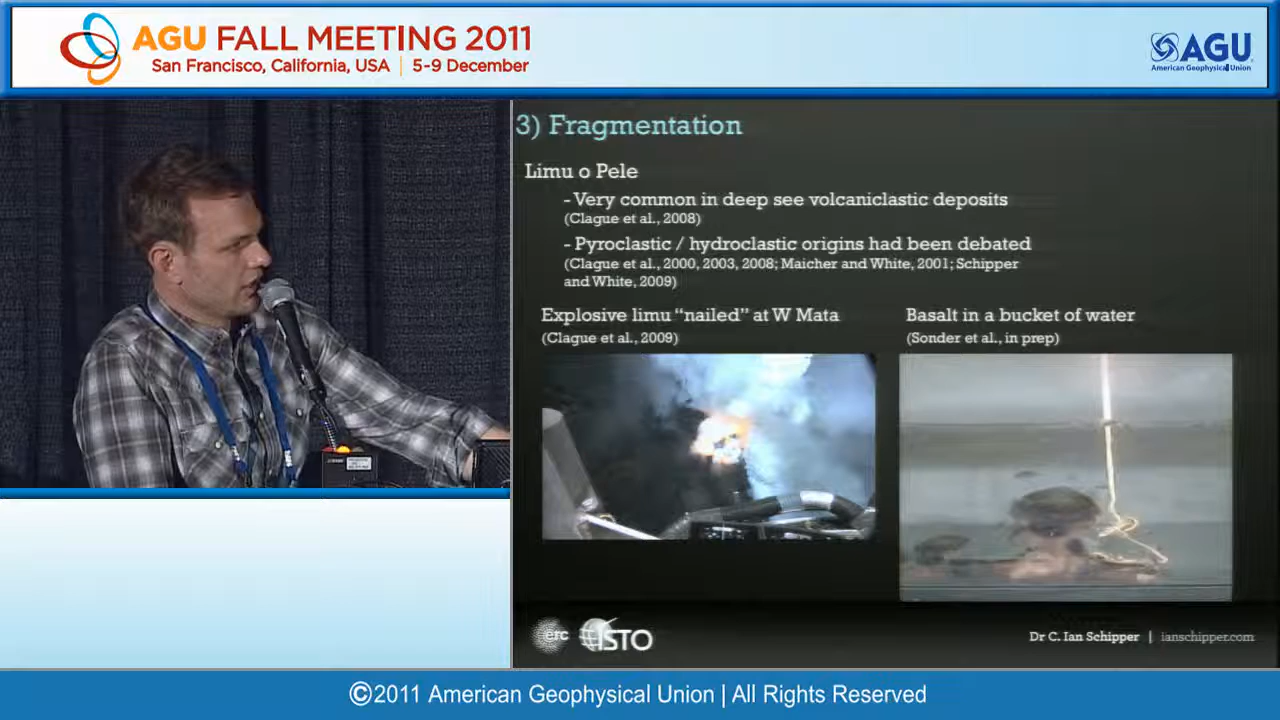 AGU FALL MEETING 2011
San Francisco, California, USA | 5-9 December
AGU
American Geophysical Union
3) Fragmentation
Limu o Pele
- Very common in deep see volcaniclastic deposits
(Clague et al., 2008)
- Pyroclastic / hydroclastic origins had been debated
(Clague et al., 2000, 2003, 2008; Maicher and White, 2001; Schipper
and White, 2009)
Explosive limu “nailed” at W Mata
(Clague et al., 2009)
Basalt in a bucket of water
(Sonder et al., in prep)
erc
ISTO
Dr C. Ian Schipper | ianschipper.com
©2011 American Geophysical Union | All Rights Reserved